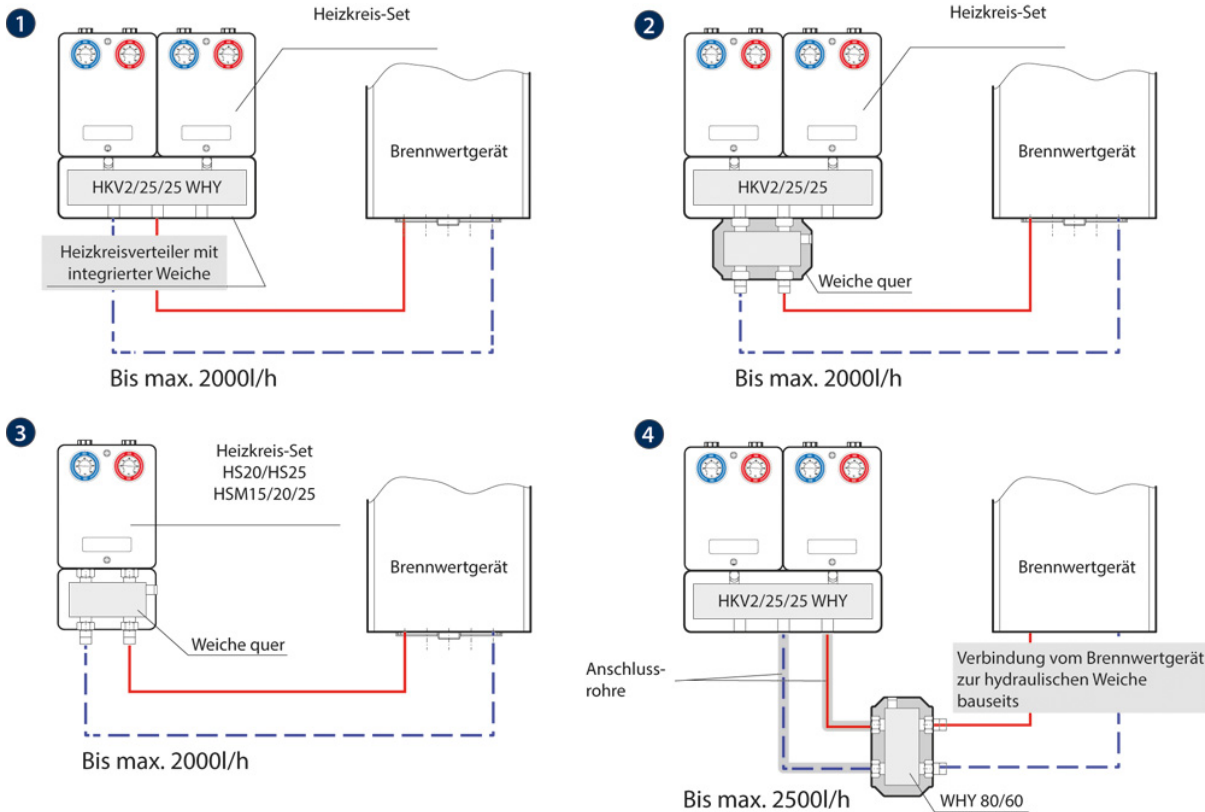 1
Heizkreis-Set
Brennwertgerät
HKV2/25/25 WHY
Heizkreisverteiler mit
integrierter Weiche
Bis max. 2000l/h
2
Heizkreis-Set
Brennwertgerät
HKV2/25/25
Weiche quer
Bis max. 2000l/h
3
Heizkreis-Set
HS20/HS25
HSM15/20/25
Brennwertgerät
Weiche quer
Bis max. 2000l/h
4
Brennwertgerät
HKV2/25/25 WHY
Anschluss-
rohre
Verbindung vom Brennwertgerät
zur hydraulischen Weiche
bauseits
Bis max. 2500l/h
WHY 80/60